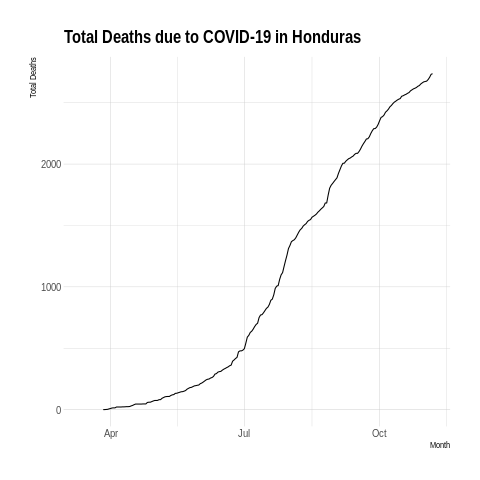 Total Deaths due to COVID-19 in Honduras
Total Deaths
2000
1000
0
Apr
Jul
Oct
Month